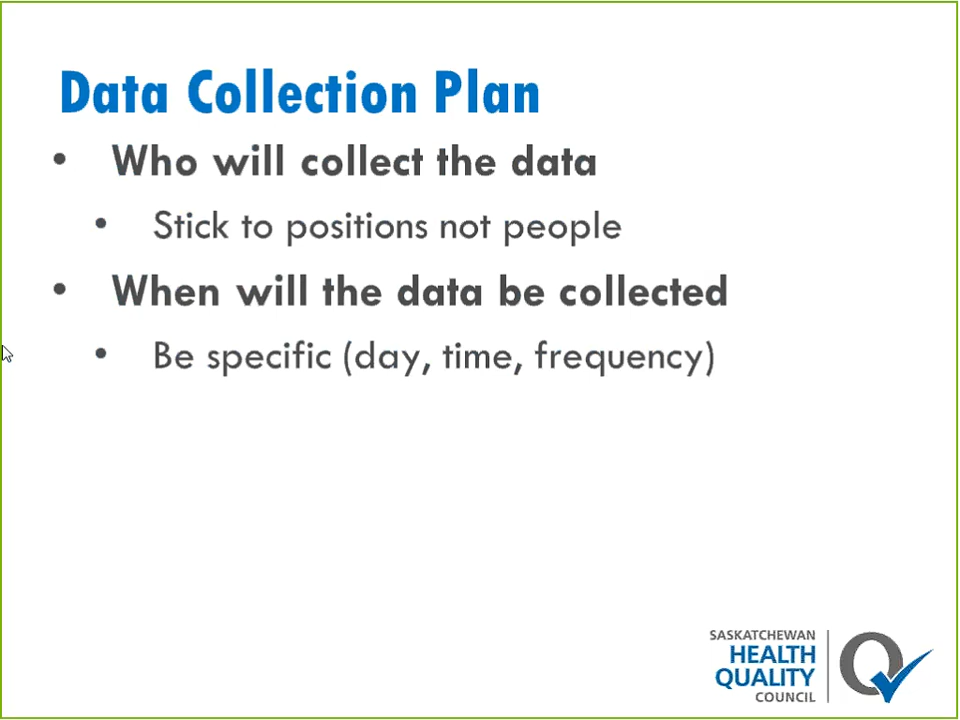 Data Collection Plan
• Who will collect the data
• Stick to positions not people
• When will the data be collected
• Be specific (day, time, frequency)
SASKATCHEWAN
HEALTH
QUALITY
COUNCIL
Q